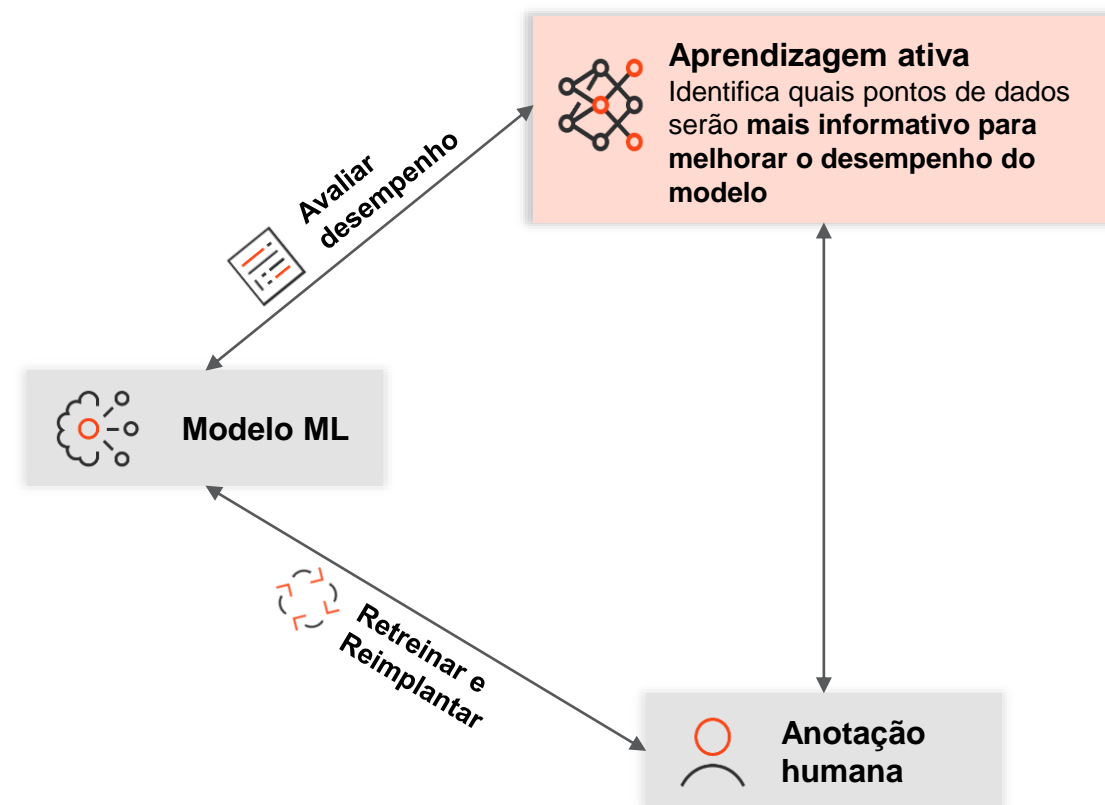 Aprendizagem ativa
Identifica quais pontos de dados
serão mais informativo para
melhorar o desempenho do
modelo
Avaliar
desempenho
Modelo ML
Retreinar e
Reimplantar
Anotação
humana